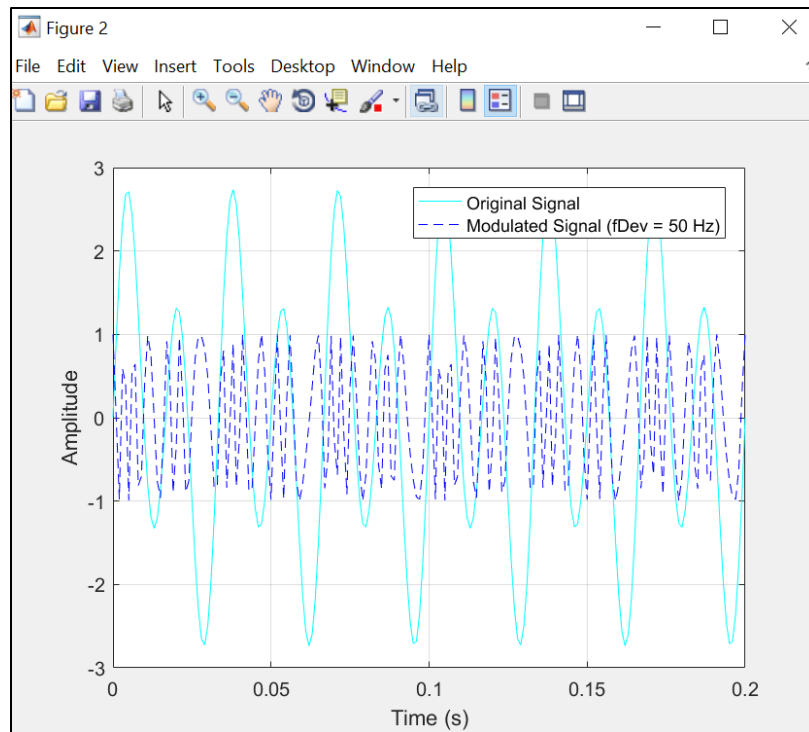 Figure 2
File Edit View Insert Tools Desktop Window Help
3
Original Signal
Modulated Signal (fDev = 50 Hz)
2
1
0
-1
-2
-3
Amplitude
0 0.05 0.1 0.15 0.2
Time (s)